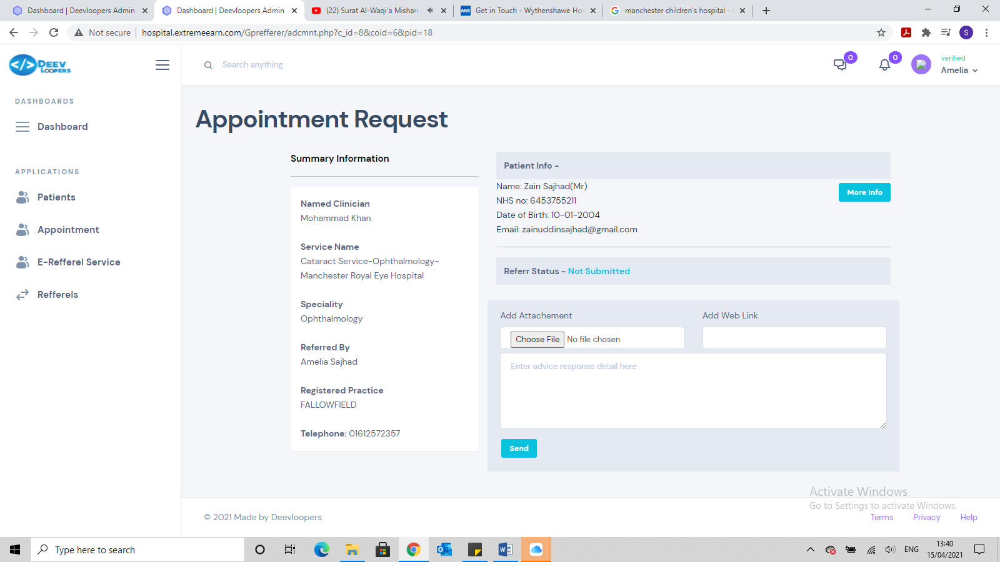 Dashboard | Deevloopers Admin
Dashboard | Deevloopers Admin
(22) Surat Al-Waqi'a Mishari
Get in Touch - Wythenshawe Hos
manchester children's hospital -
Not secure
hospital.extremeearn.com/Gprefferer/adcmnt.php?c_id=8&coid=6&pid=18
S
DEEV
LOOPERS
Search anything
0
0
verified
Amelia
DASHBOARDS
Dashboard
APPLICATIONS
Patients
Appointment
E-Refferel Service
Refferels
Appointment Request
Summary Information
Named Clinician
Mohammad Khan
Service Name
Cataract Service-Ophthalmology-
Manchester Royal Eye Hospital
Speciality
Ophthalmology
Referred By
Amelia Sajhad
Registered Practice
FALLOWFIELD
Telephone: 01612572357
Patient Info -
Name: Zain Sajhad(Mr)
NHS no: 6453755211
Date of Birth: 10-01-2004
Email: zainuddinsajhad@gmail.com
More Info
Referr Status - Not Submitted
Add Attachement
Add Web Link
Choose File No file chosen
Enter advice response detail here
Send
Activate Windows
Go to Settings to activate Windows.
© 2021 Made by Deevloopers
Terms
Privacy
Help
Type here to search
ENG
13:40
15/04/2021